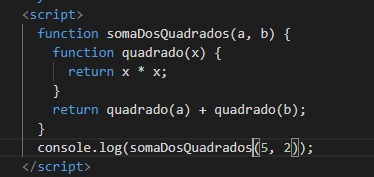 <script>
function somaDosQuadrados(a, b) {
function quadrado(x) {
return x * x;
}
return quadrado(a) + quadrado(b);
}
console.log(somaDosQuadrados(5, 2));
</script>